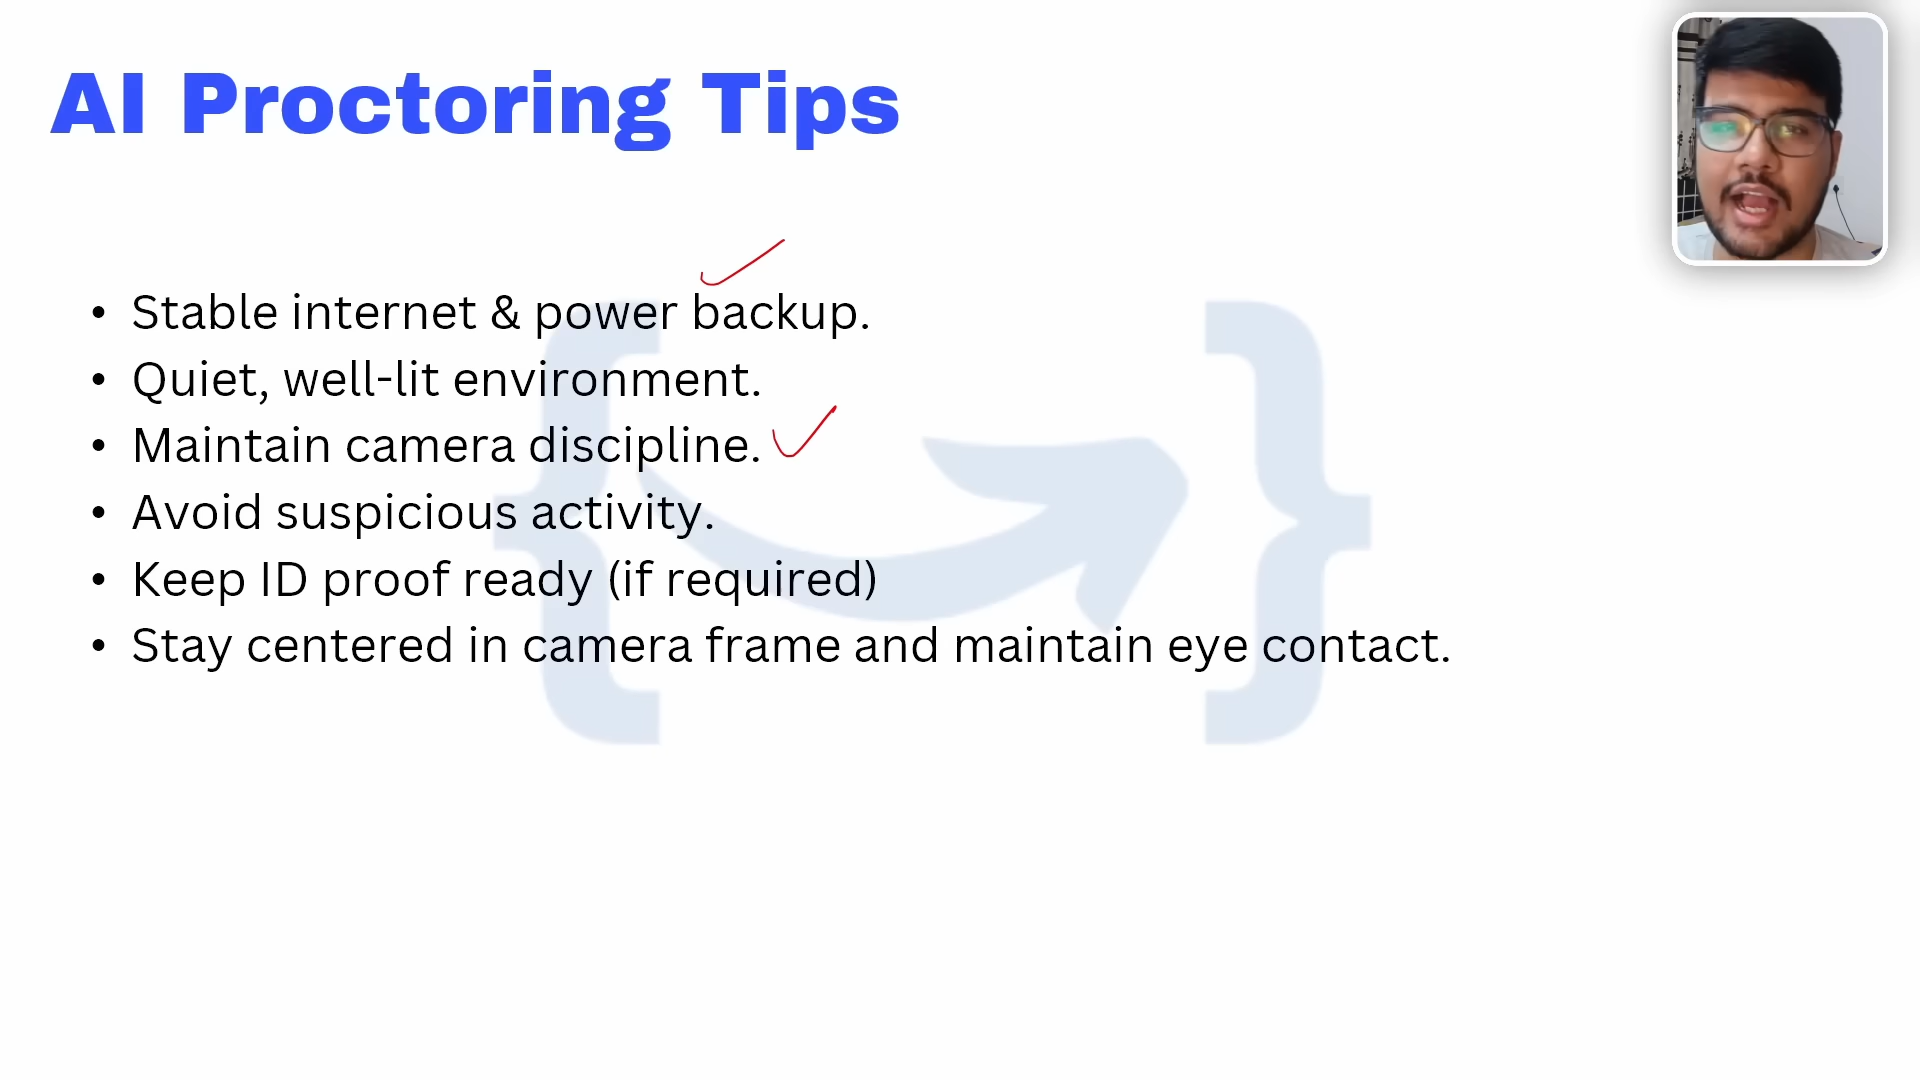 AI Proctoring Tips
• Stable internet & power backup.
• Quiet, well-lit environment.
• Maintain camera discipline.
• Avoid suspicious activity.
• Keep ID proof ready (if required)
• Stay centered in camera frame and maintain eye contact.